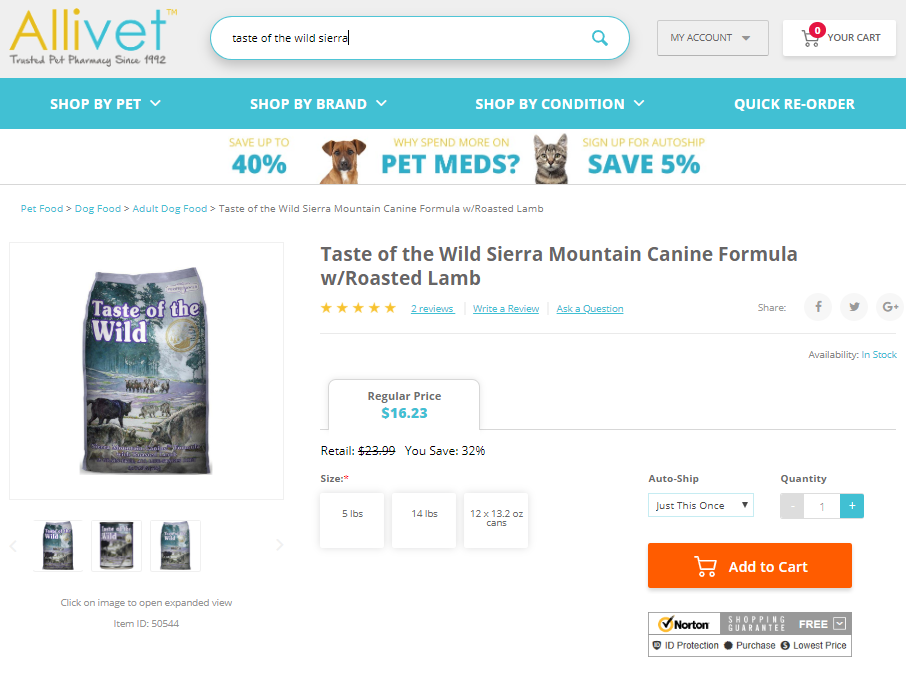 Allivet™
Trusted Pet Pharmacy Since 1992
taste of the wild sierra
MY ACCOUNT
0
YOUR CART
SHOP BY PET
SHOP BY BRAND
SHOP BY CONDITION
QUICK RE-ORDER
SAVE UP TO
40%
WHY SPEND MORE ON
PET MEDS?
SIGN UP FOR AUTOSHIP
SAVE 5%
Pet Food > Dog Food > Adult Dog Food > Taste of the Wild Sierra Mountain Canine Formula w/Roasted Lamb
Taste of the Wild
Taste of the Wild Sierra Mountain Canine Formula
w/Roasted Lamb
2 reviews
Write a Review
Ask a Question
Share:
f
G+
Availability: In Stock
Regular Price
$16.23
Retail: $23.99 You Save: 32%
Size:*
5 lbs
14 lbs
12 x 13.2 oz
cans
Auto-Ship
Just This Once
Quantity
-
1
+
Add to Cart
Norton
SHOPPING
GUARANTEE
FREE
ID Protection
Purchase
$ Lowest Price
Click on image to open expanded view
Item ID: 50544